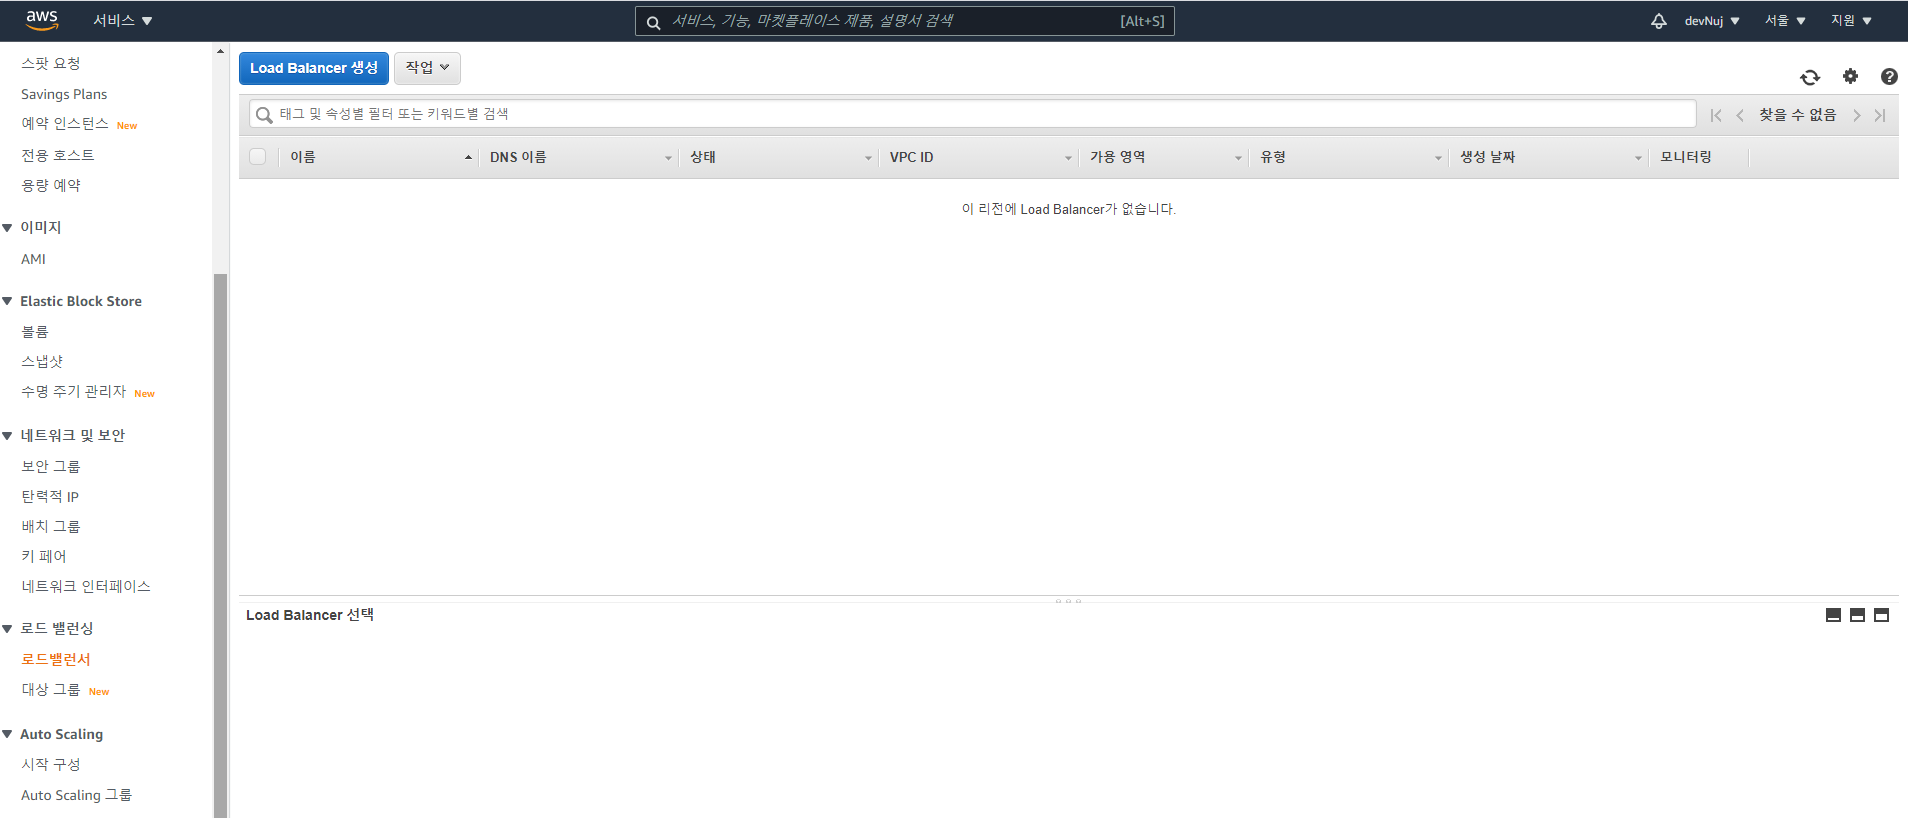 aws 서비스
서비스, 기능, 마켓플레이스 제품, 설명서 검색 [Alt+S]
devNuj 서울 지원
스팟 요청
Savings Plans
예약 인스턴스 New
전용 호스트
용량 예약
이미지
AMI
Elastic Block Store
볼륨
스냅샷
수명 주기 관리자 New
네트워크 및 보안
보안 그룹
탄력적 IP
배치 그룹
키 페어
네트워크 인터페이스
로드 밸런싱
로드밸런서
대상 그룹 New
Auto Scaling
시작 구성
Auto Scaling 그룹
Load Balancer 생성 작업
태그 및 속성별 필터 또는 키워드별 검색 찾을 수 없음
이름 DNS 이름 상태 VPC ID 가용 영역 유형 생성 날짜 모니터링
이 리전에 Load Balancer가 없습니다.
Load Balancer 선택